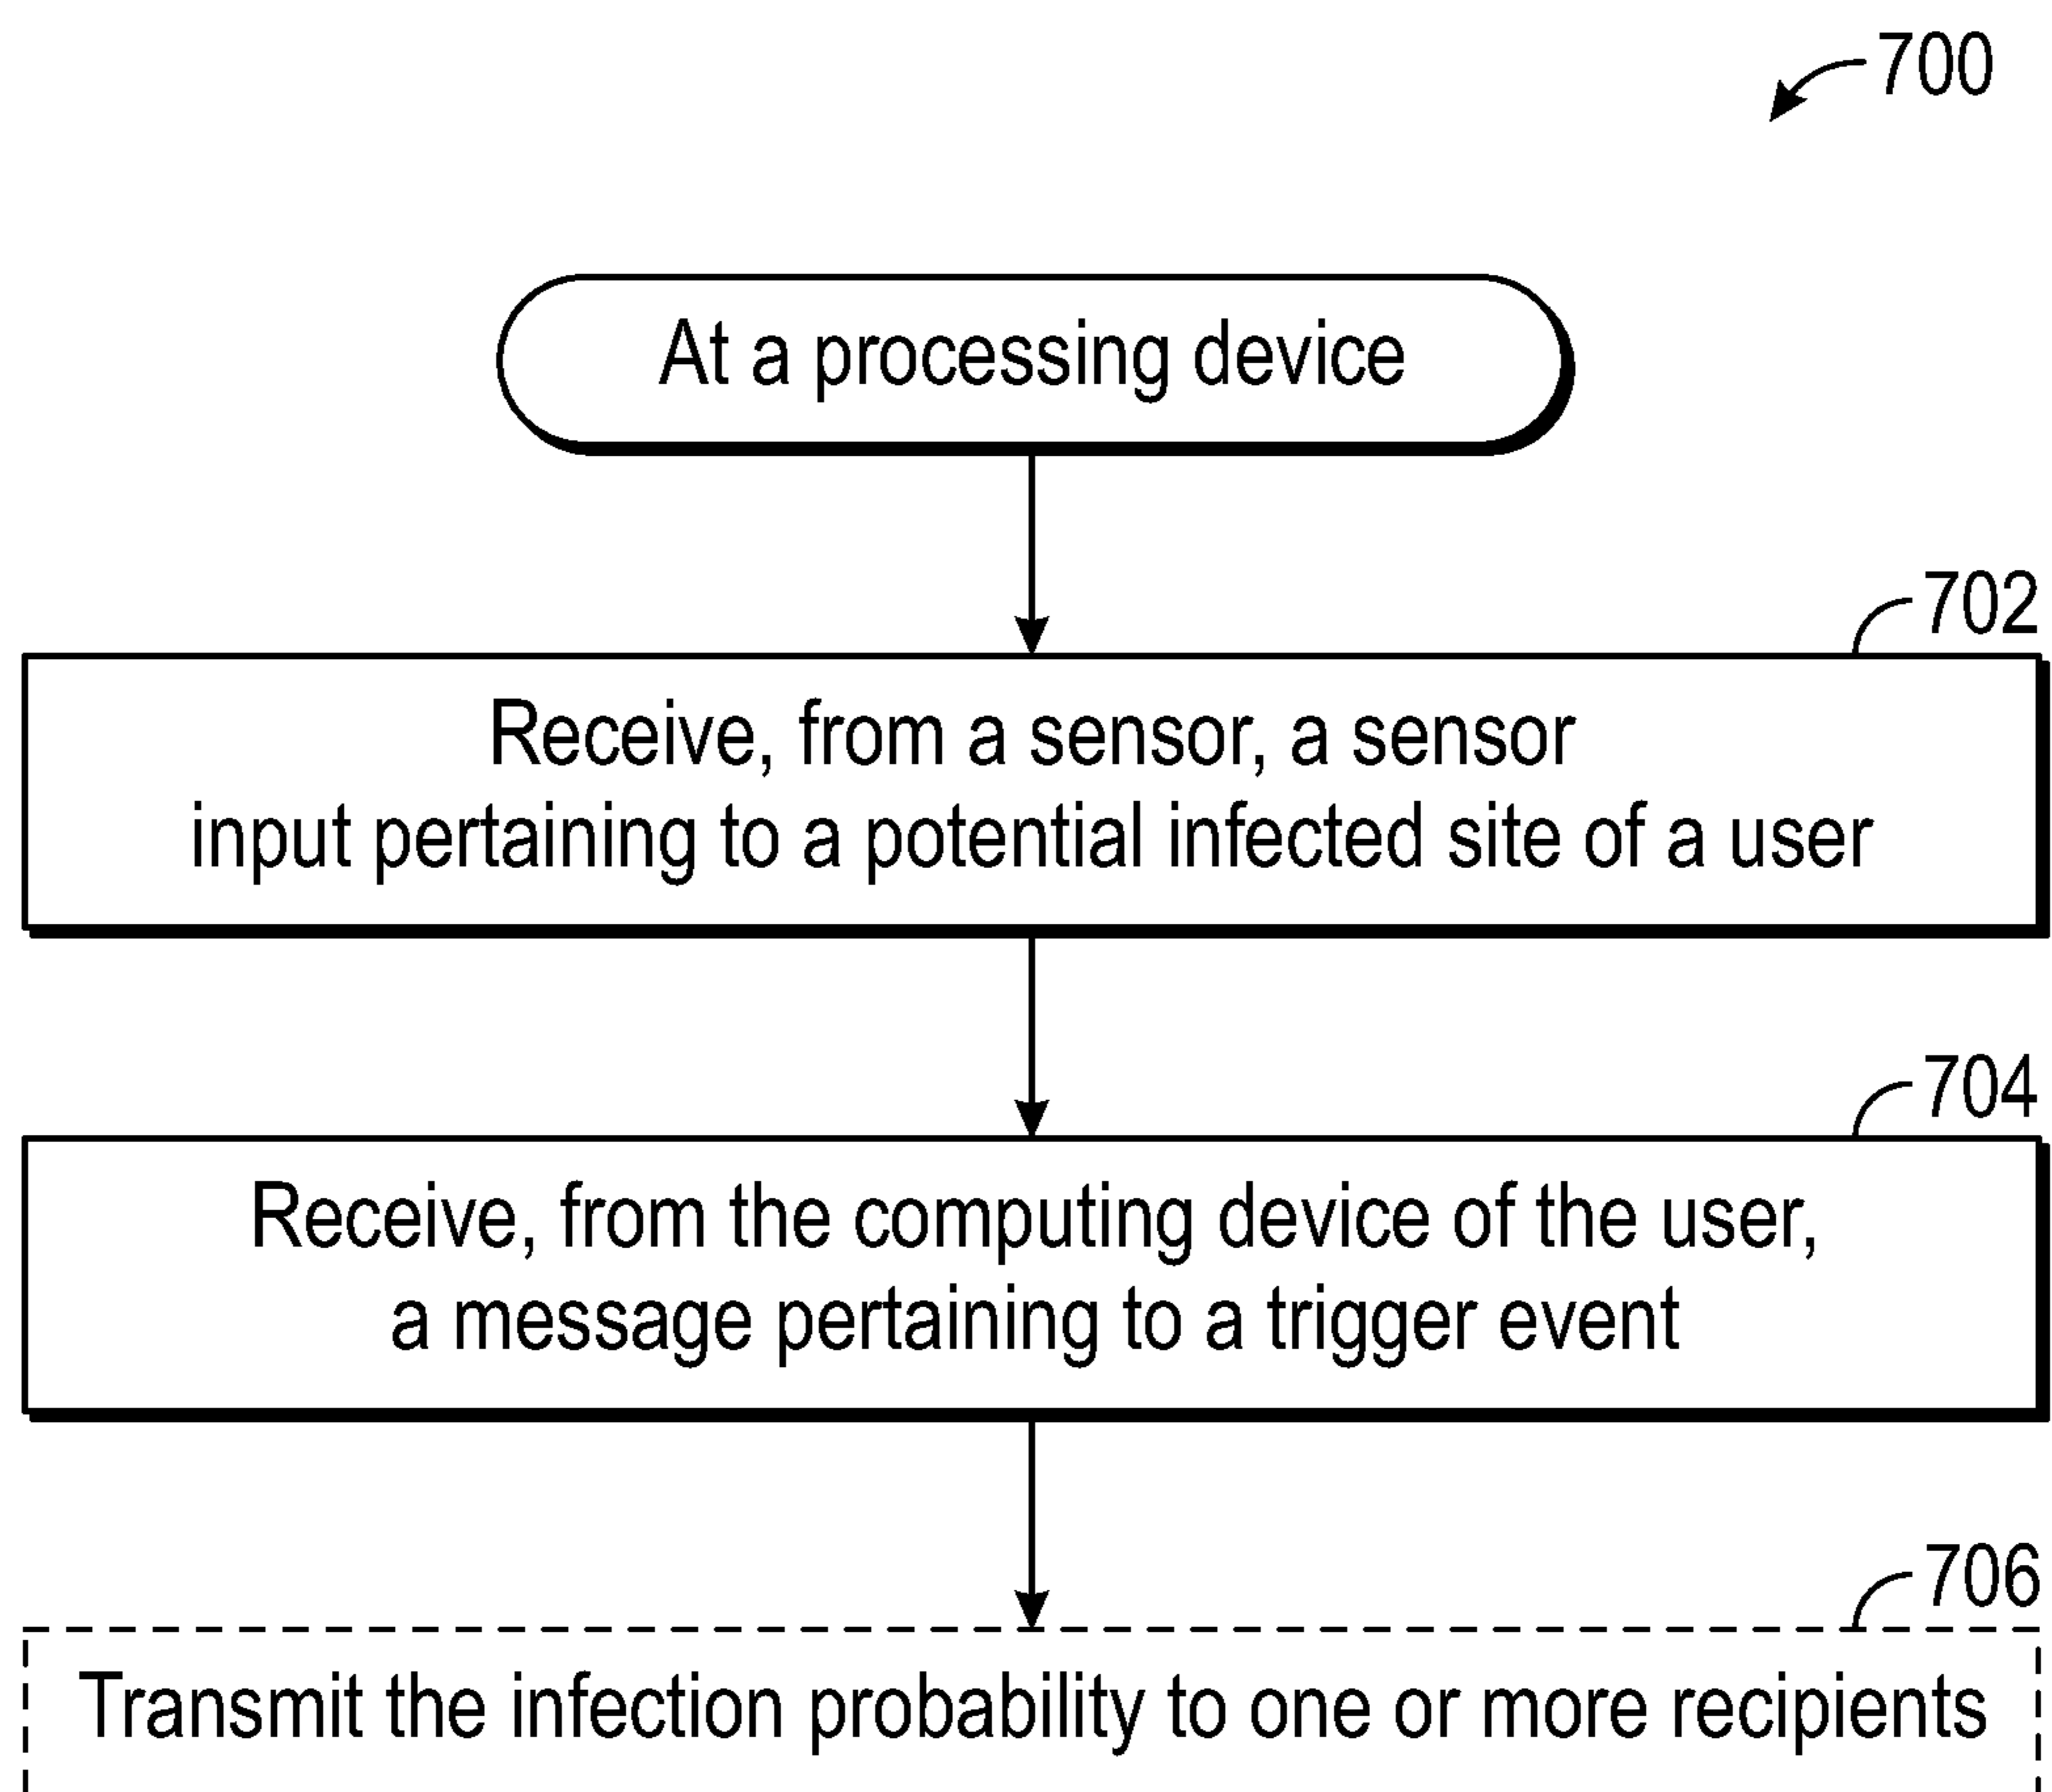 700
At a processing device
702
Receive, from a sensor, a sensor
input pertaining to a potential infected site of a user
704
Receive, from the computing device of the user,
a message pertaining to a trigger event
706
Transmit the infection probability to one or more recipients